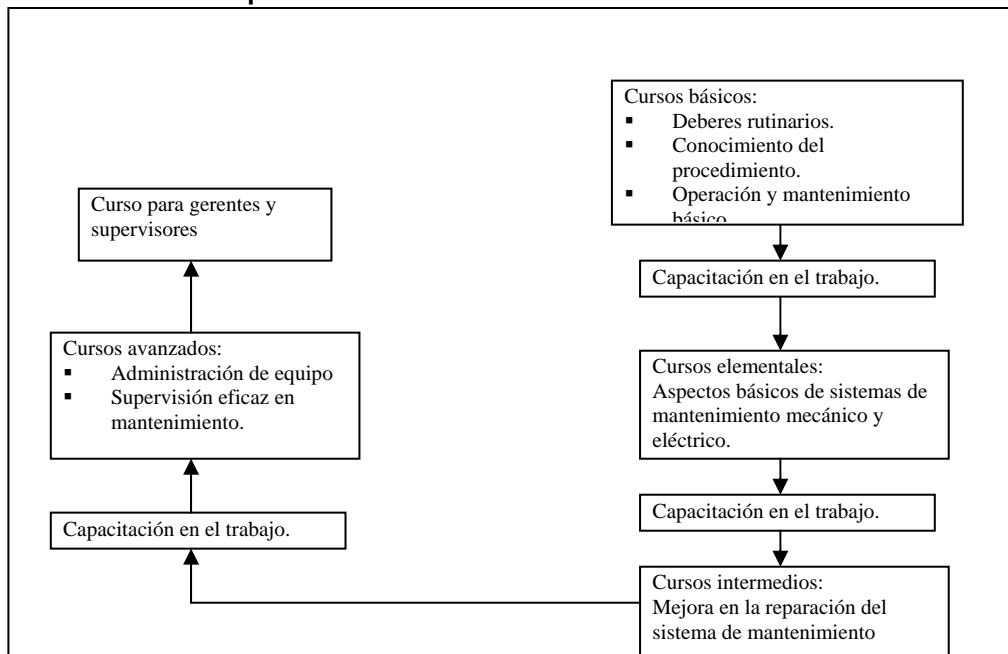 Cursos básicos:
▪ Deberes rutinarios.
▪ Conocimiento del
procedimiento.
▪ Operación y mantenimiento
básico
Capacitación en el trabajo.
Cursos elementales:
Aspectos básicos de sistemas de
mantenimiento mecánico y
eléctrico.
Capacitación en el trabajo.
Cursos intermedios:
Mejora en la reparación del
sistema de mantenimiento
Capacitación en el trabajo.
Cursos avanzados:
▪ Administración de equipo
▪ Supervisión eficaz en
mantenimiento.
Curso para gerentes y
supervisores